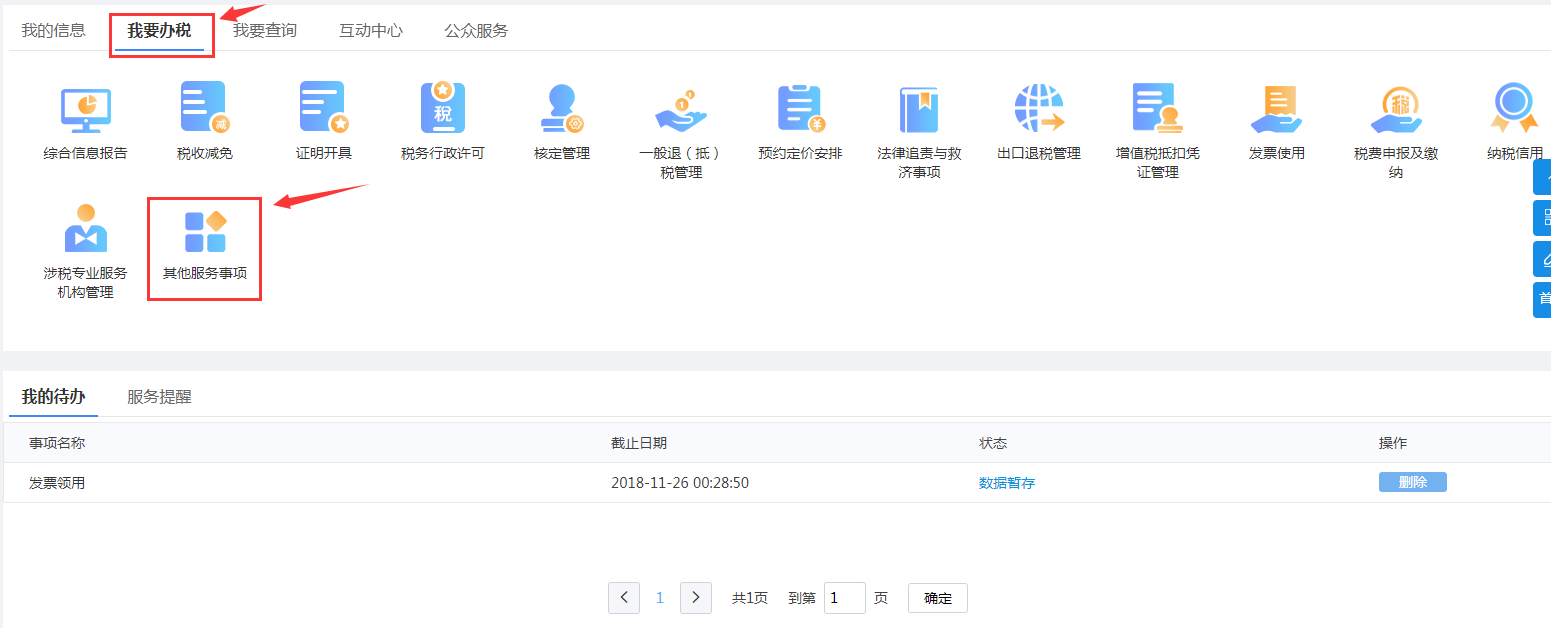 我的信息
我要办税
我要查询
互动中心
公众服务
减
税
¥
税
综合信息报告
税收减免
证明开具
税务行政许可
核定管理
一般退（抵）
税管理
预约定价安排
法律追责与救
济事项
出口退税管理
增值税抵扣凭
证管理
发票使用
税费申报及缴
纳
纳税信用
涉税专业服务
机构管理
其他服务事项
首
我的待办
服务提醒
事项名称
截止日期
状态
操作
发票领用
2018-11-26 00:28:50
数据暂存
删除
1
共1页
到第
1
页
确定